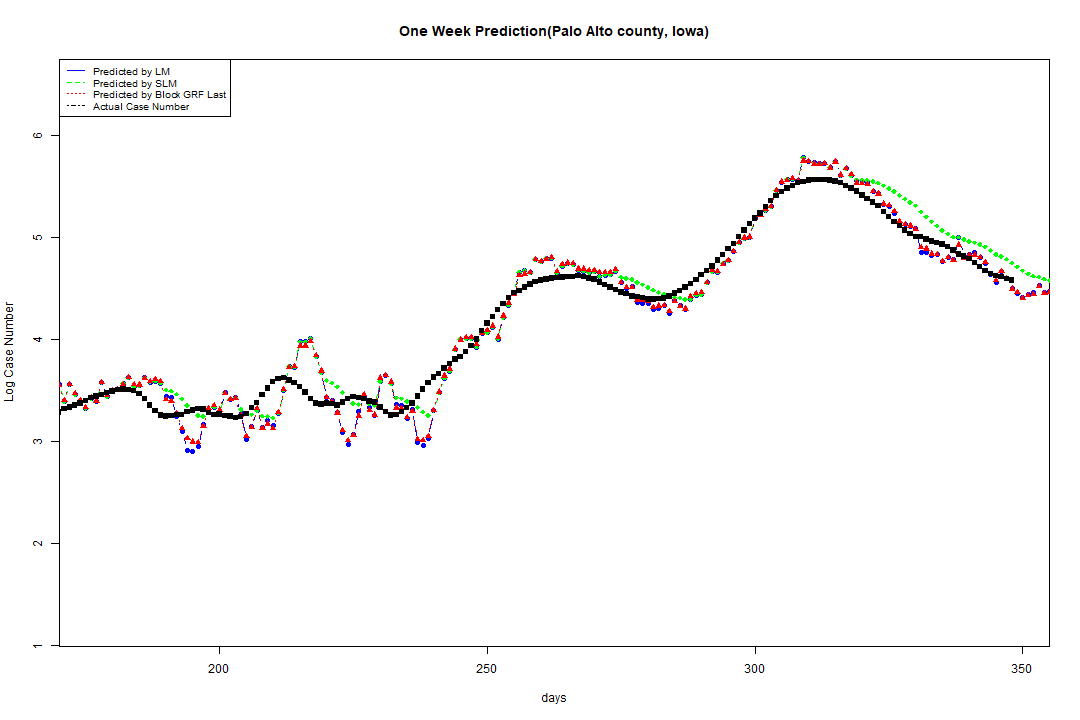 One Week Prediction(Palo Alto county, Iowa)
Predicted by LM
Predicted by SLM
Predicted by Block GRF Last
Actual Case Number
6
5
4
3
2
1
Log Case Number
200 250 300 350
days